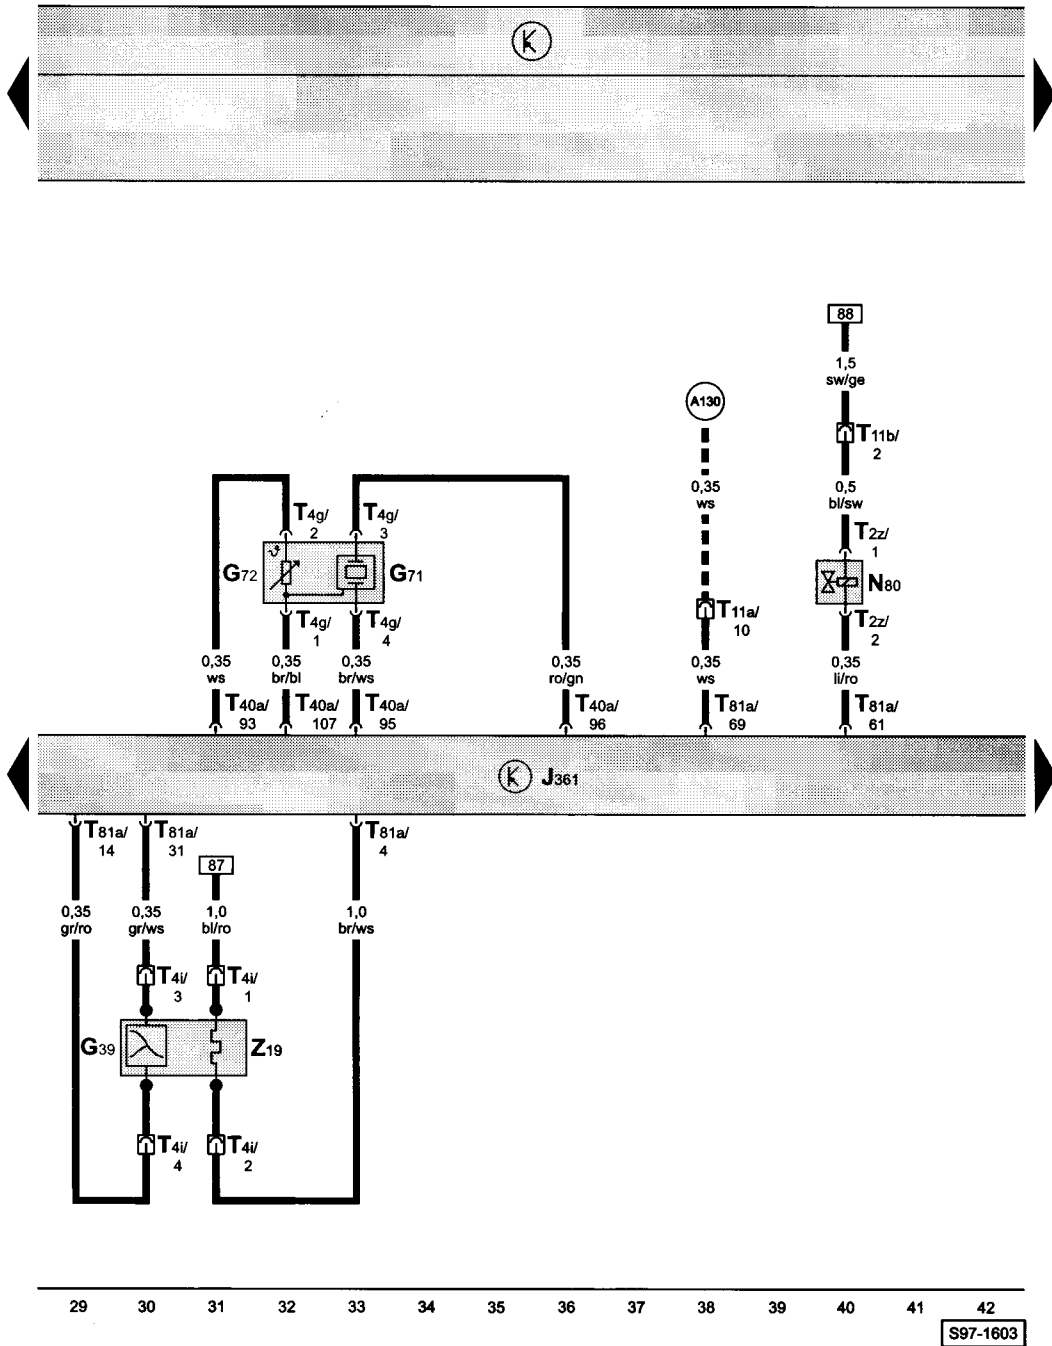 88
1,5
sw/ge
A130
T11b/
2
0,35
ws
0,5
bl/sw
T4g/
2
T4g/
3
T2z/
1
G72
G71
N80
T4g/
1
T4g/
4
T11a/
10
T2z/
2
0,35
ws
0,35
br/bl
0,35
br/ws
0,35
ro/gn
0,35
ws
0,35
li/ro
T40a/
93
T40a/
107
T40a/
95
T40a/
96
T81a/
69
T81a/
61
J361
T81a/
14
T81a/
31
T81a/
4
87
0,35
gr/ro
0,35
gr/ws
1,0
bl/ro
1,0
br/ws
T4i/
3
T4i/
1
G39
Z19
T4i/
4
T4i/
2
29 30 31 32 33 34 35 36 37 38 39 40 41 42
S97-1603